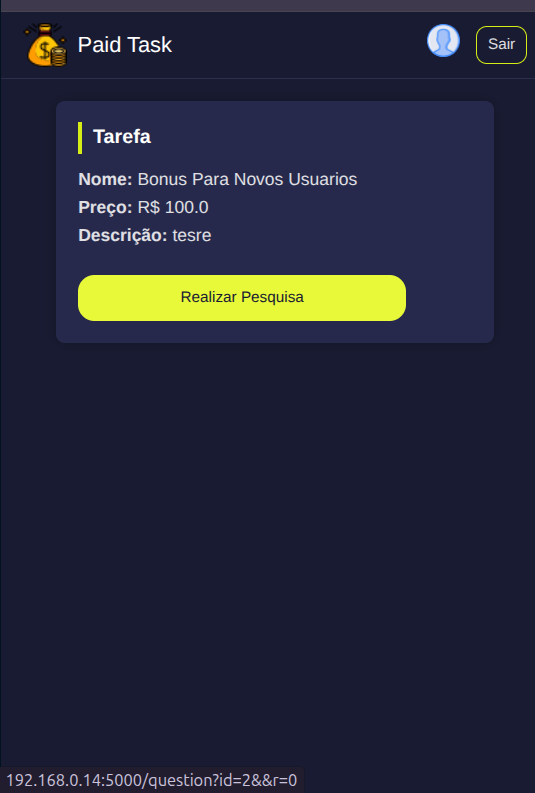 Paid Task
Sair
Tarefa
Nome: Bonus Para Novos Usuarios
Preço: R$ 100.0
Descrição: tesre
Realizar Pesquisa
192.168.0.14:5000/question?id=2&&r=0